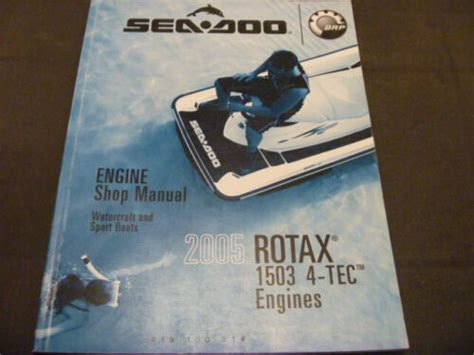 SEA-DOO®
BRP
SEA-DOO
ENGINE
Shop Manual
Watercraft and
Sport Boats
2005 ROTAX®
1503 4-TEC™
Engines